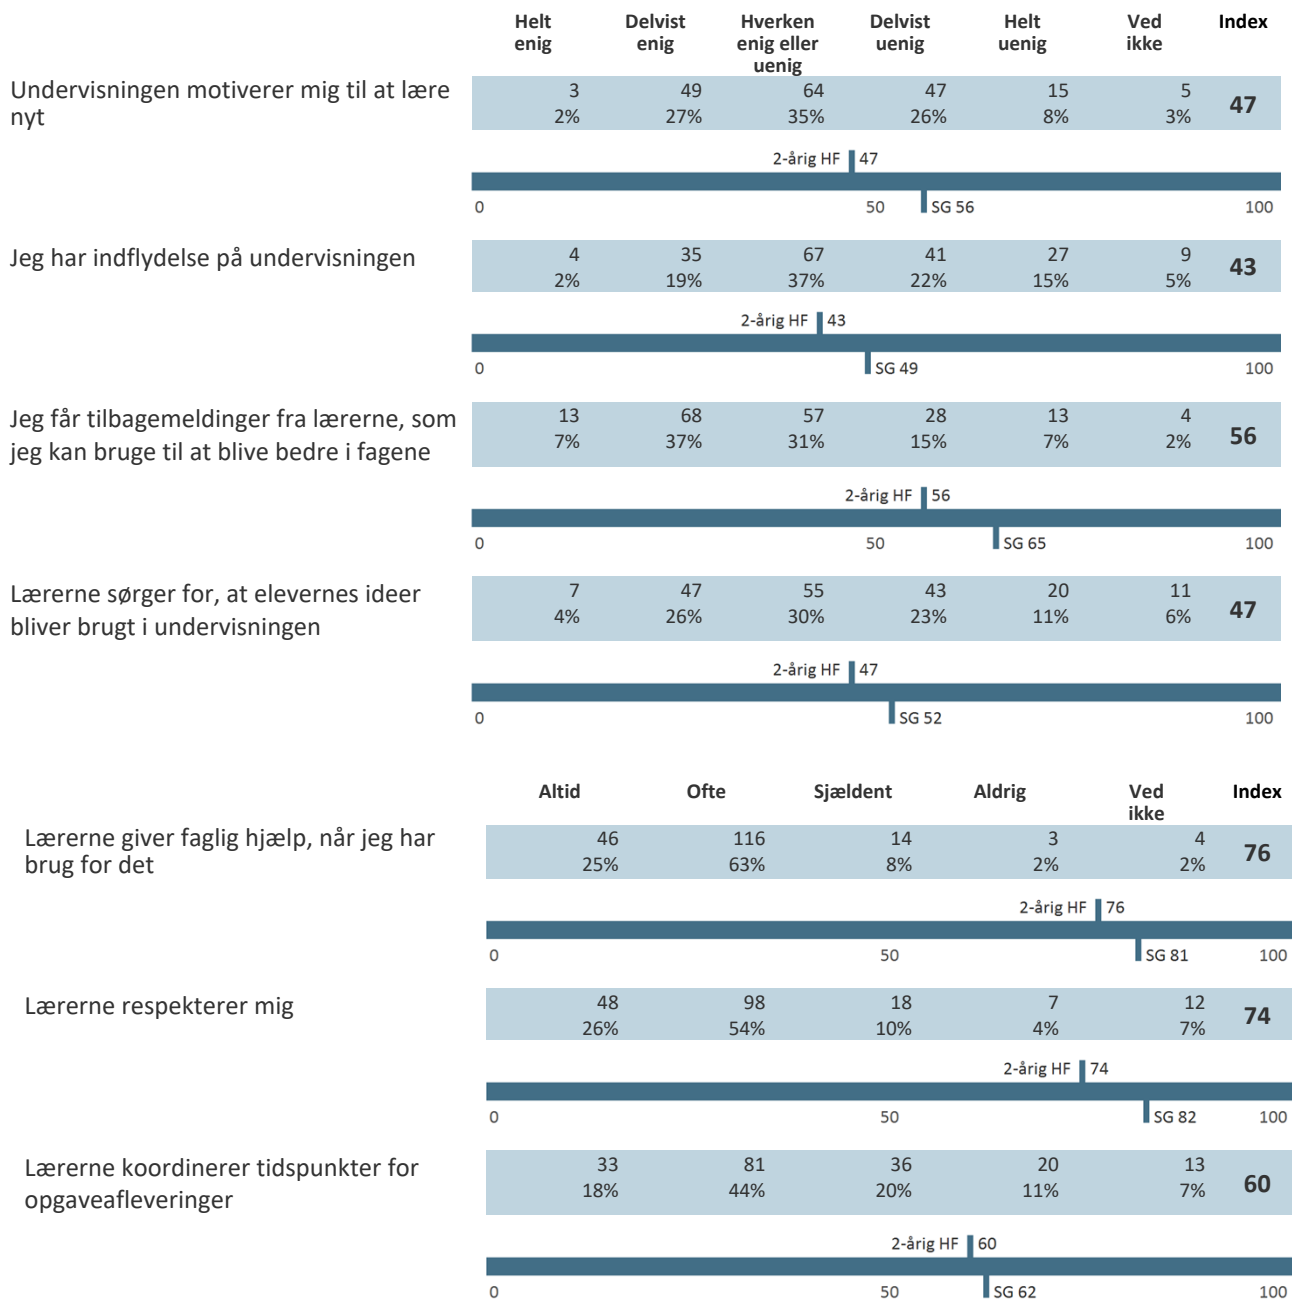 Helt Delvist Hverken Delvist Helt Ved Index
enig enig enig eller uenig uenig ikke
uenig
Undervisningen motiverer mig til at lære 3 49 64 47 15 5 47
nyt 2% 27% 35% 26% 8% 3%
2-årig HF 47
0 50 SG 56 100
Jeg har indflydelse på undervisningen 4 35 67 41 27 9 43
2% 19% 37% 22% 15% 5%
2-årig HF 43
0 SG 49 100
Jeg får tilbagemeldinger fra lærerne, som 13 68 57 28 13 4 56
jeg kan bruge til at blive bedre i fagene 7% 37% 31% 15% 7% 2%
2-årig HF 56
0 50 SG 65 100
Lærerne sørger for, at elevernes ideer 7 47 55 43 20 11 47
bliver brugt i undervisningen 4% 26% 30% 23% 11% 6%
2-årig HF 47
0 SG 52 100
Altid Ofte Sjældent Aldrig Ved Index
ikke
Lærerne giver faglig hjælp, når jeg har 46 116 14 3 4 76
brug for det 25% 63% 8% 2% 2%
2-årig HF 76
0 50 SG 81 100
Lærerne respekterer mig 48 98 18 7 12 74
26% 54% 10% 4% 7%
2-årig HF 74
0 50 SG 82 100
Lærerne koordinerer tidspunkter for 33 81 36 20 13 60
opgaveafleveringer 18% 44% 20% 11% 7%
2-årig HF 60
0 50 SG 62 100